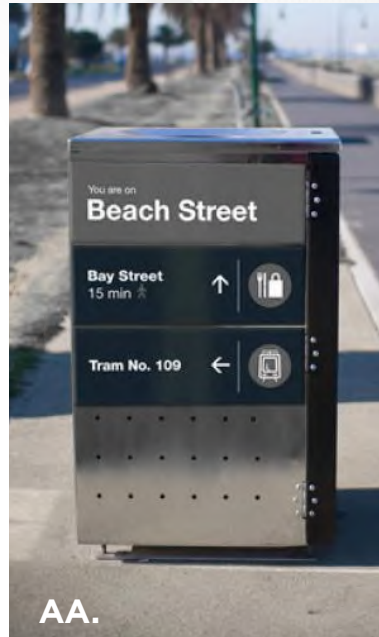 You are on
Beach Street
Bay Street
15 min
Tram No. 109
AA.